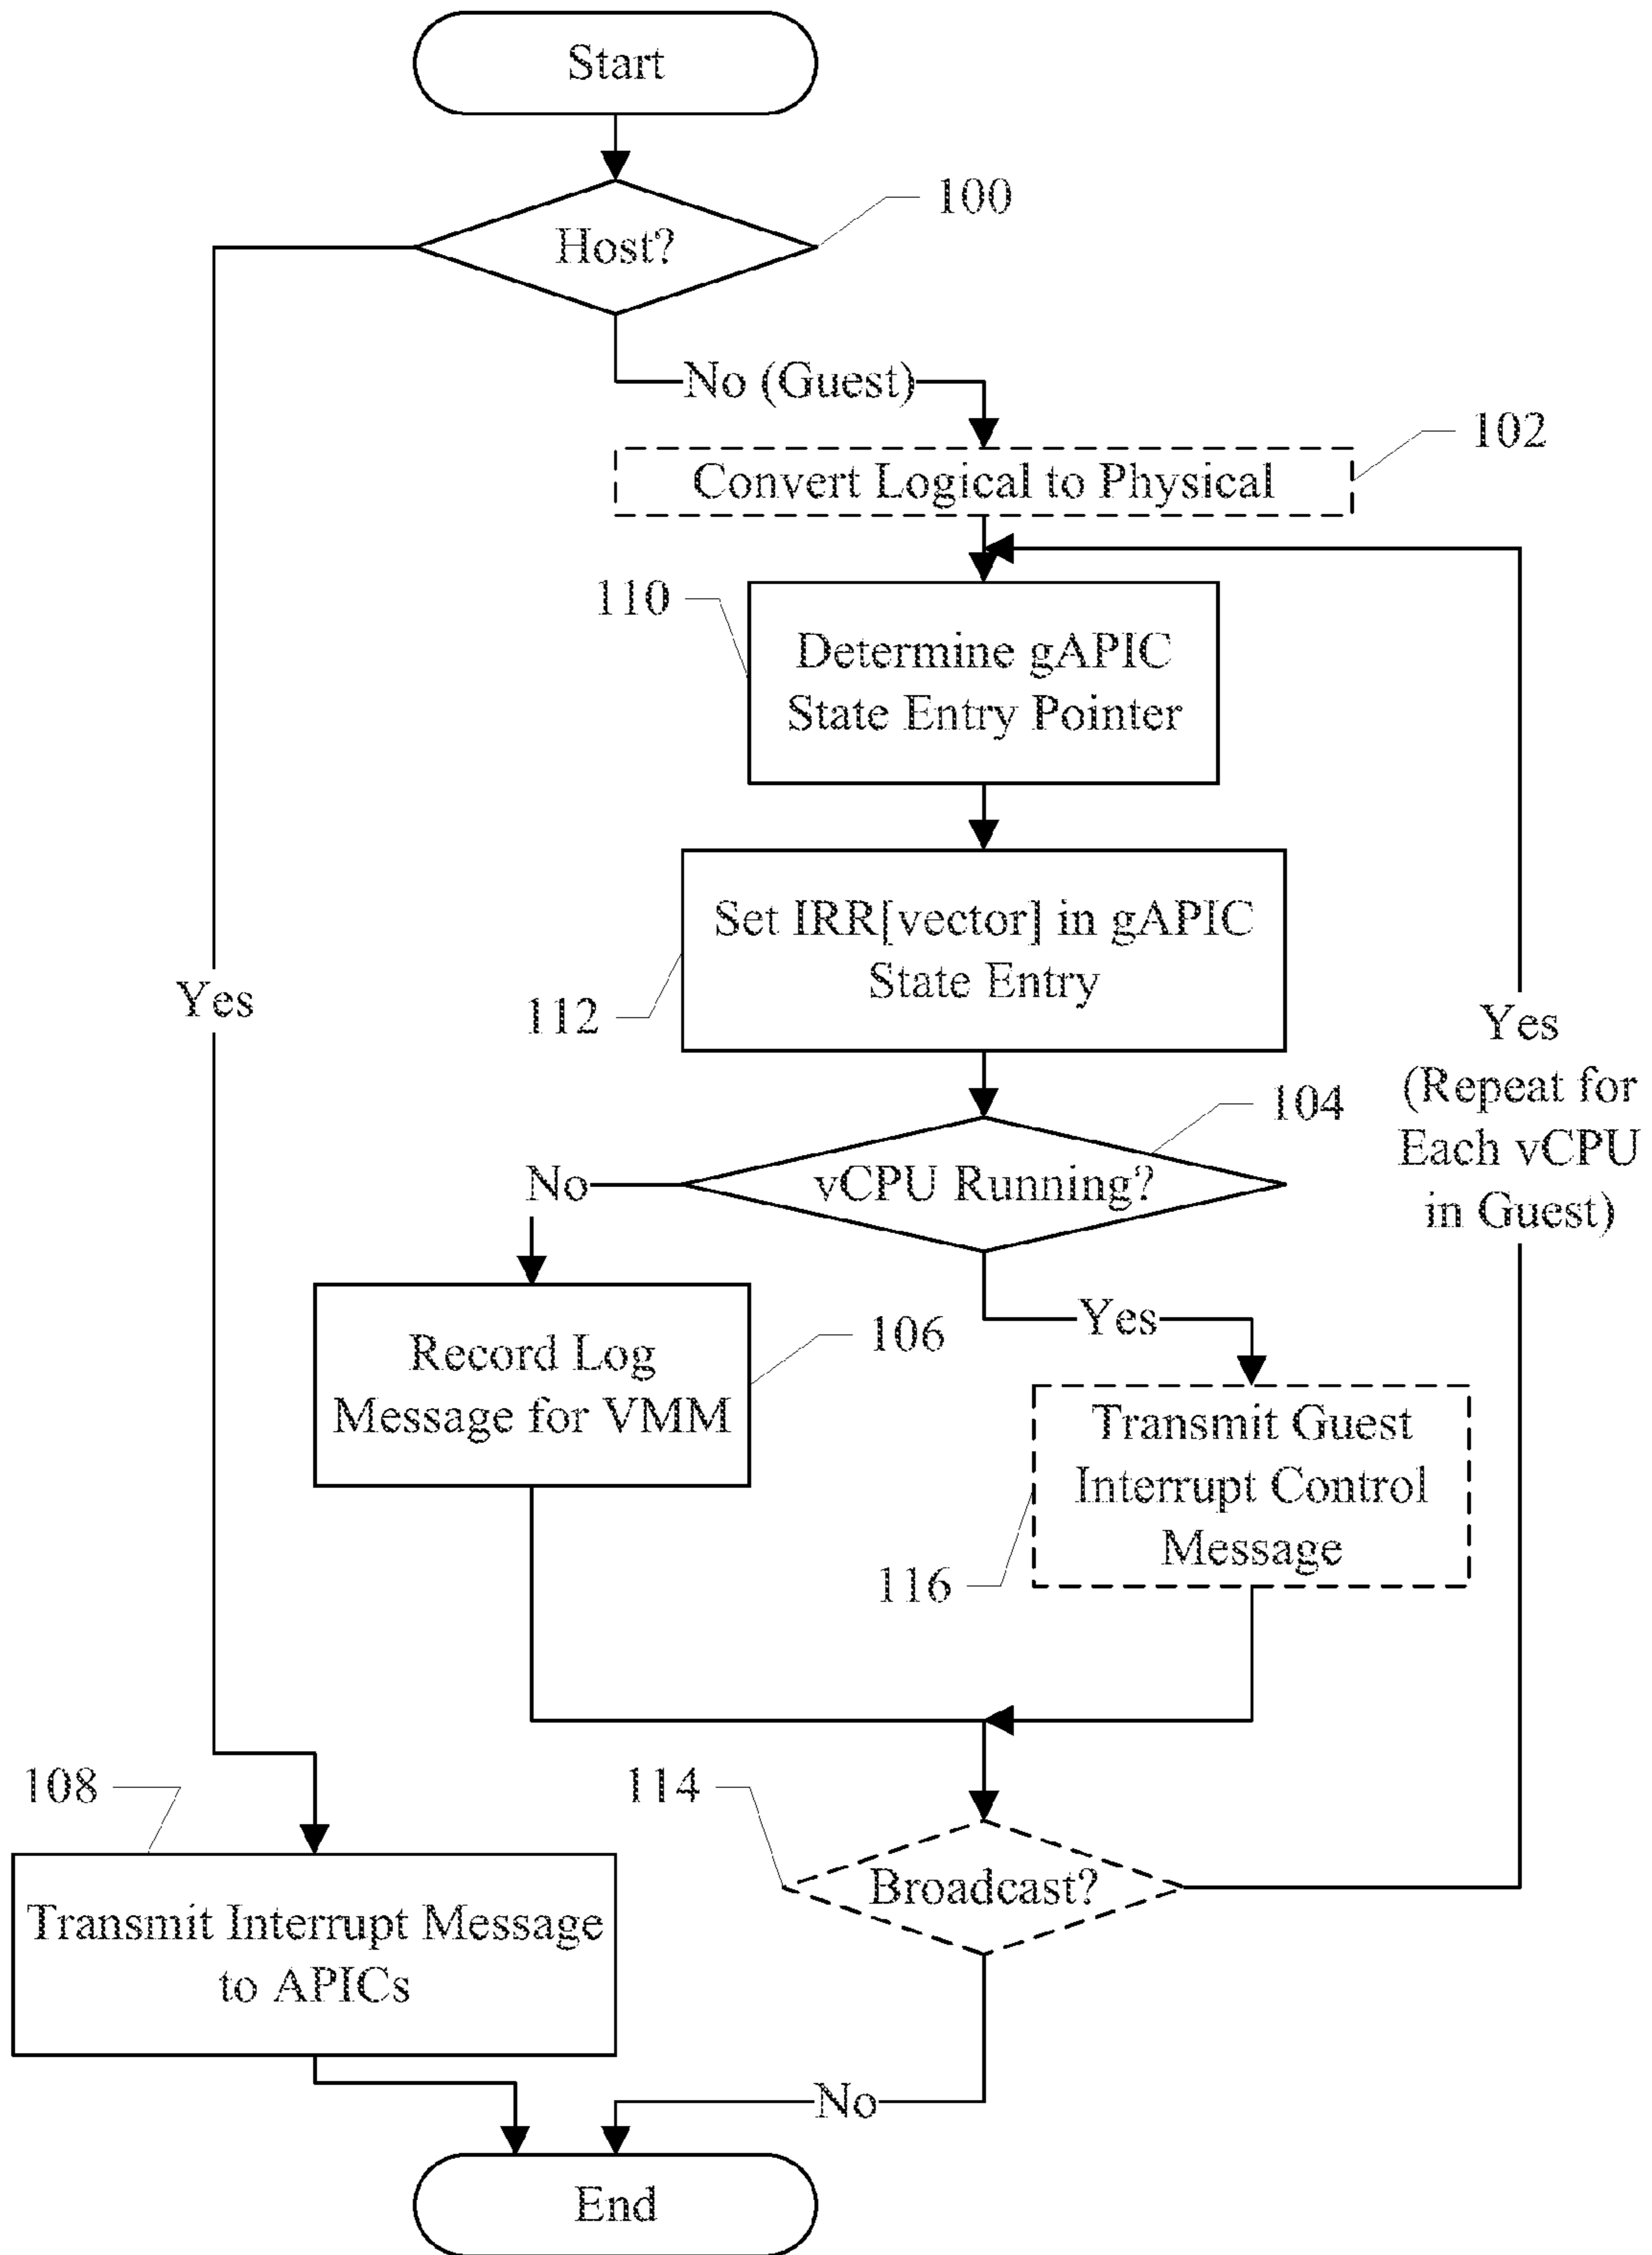 Start
100
Host?
No (Guest)
102
Convert Logical to Physical
110
Determine gAPIC
State Entry Pointer
Set IRR[vector] in gAPIC
State Entry
112
Yes
Yes
(Repeat for
Each vCPU
in Guest)
104
vCPU Running?
No
Yes
106
Record Log
Message for VMM
Transmit Guest
Interrupt Control
Message
116
108
114
Broadcast?
Transmit Interrupt Message
to APICs
No
End